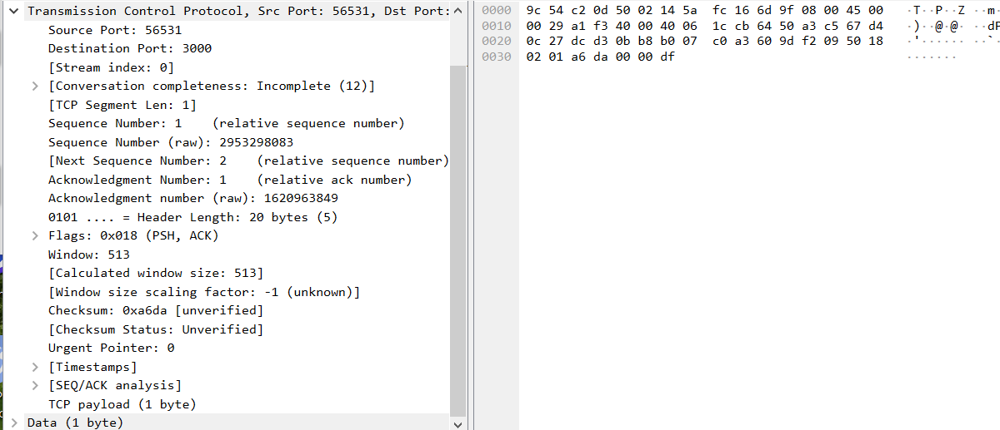 Transmission Control Protocol, Src Port: 56531, Dst Port:
Source Port: 56531
Destination Port: 3000
[Stream index: 0]
[Conversation completeness: Incomplete (12)]
[TCP Segment Len: 1]
Sequence Number: 1    (relative sequence number)
Sequence Number (raw): 2953298083
[Next Sequence Number: 2    (relative sequence number)
Acknowledgment Number: 1    (relative ack number)
Acknowledgment number (raw): 1620963849
0101 .... = Header Length: 20 bytes (5)
Flags: 0x018 (PSH, ACK)
Window: 513
[Calculated window size: 513]
[Window size scaling factor: -1 (unknown)]
Checksum: 0xa6da [unverified]
[Checksum Status: Unverified]
Urgent Pointer: 0
[Timestamps]
[SEQ/ACK analysis]
TCP payload (1 byte)
Data (1 byte)
0000 9c 54 c2 0d 50 02 14 5a fc 16 6d 9f 08 00 45 00 ·T··P··Z ··m·
0010 00 29 a1 f3 40 00 40 06 1c cb 64 50 a3 c5 67 d4 ·)··@·@· ··dP
0020 0c 27 dc d3 0b b8 b0 07 c0 a3 60 9d f2 09 50 18 ·'······ ··`·
0030 02 01 a6 da 00 00 df ·······